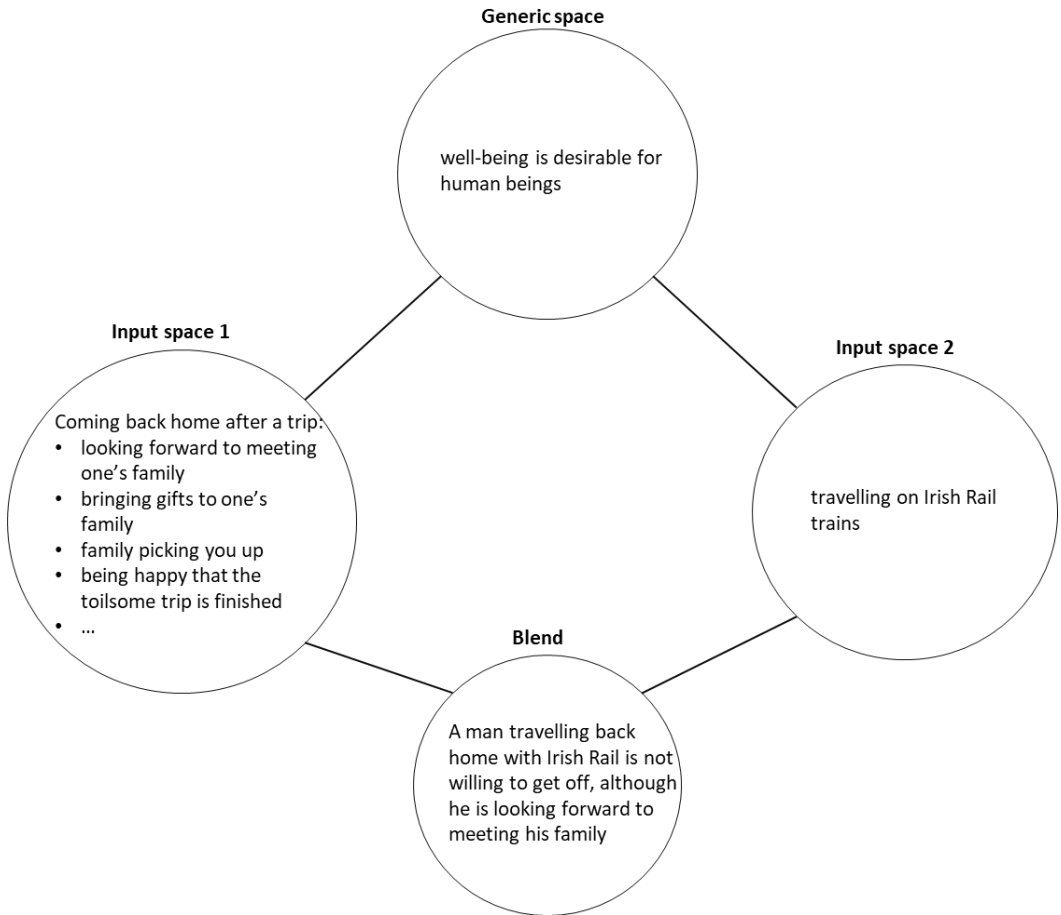 Generic space
well-being is desirable for
human beings
Input space 1
Coming back home after a trip:
• looking forward to meeting
one’s family
• bringing gifts to one’s
family
• family picking you up
• being happy that the
toilsome trip is finished
• ...
Input space 2
travelling on Irish Rail
trains
Blend
A man travelling back
home with Irish Rail is not
willing to get off, although
he is looking forward to
meeting his family